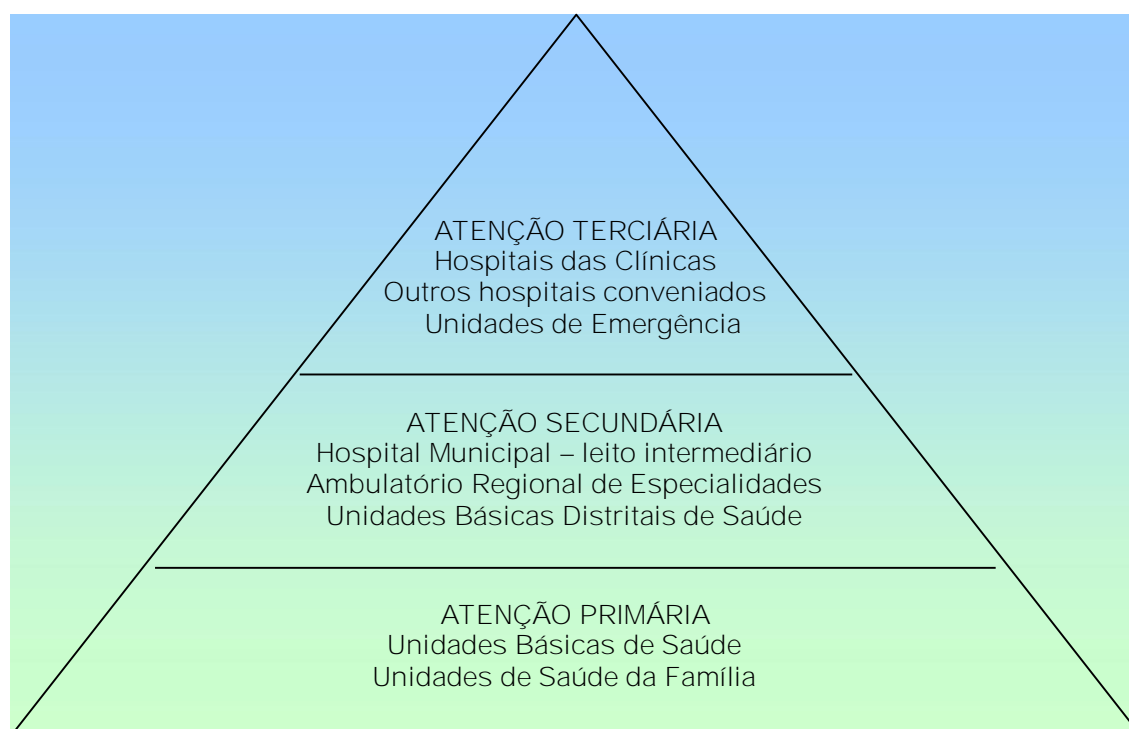 ATENÇÃO TERCIÁRIA
Hospitais das Clínicas
Outros hospitais conveniados
Unidades de Emergência
ATENÇÃO SECUNDÁRIA
Hospital Municipal – leito intermediário
Ambulatório Regional de Especialidades
Unidades Básicas Distritais de Saúde
ATENÇÃO PRIMÁRIA
Unidades Básicas de Saúde
Unidades de Saúde da Família